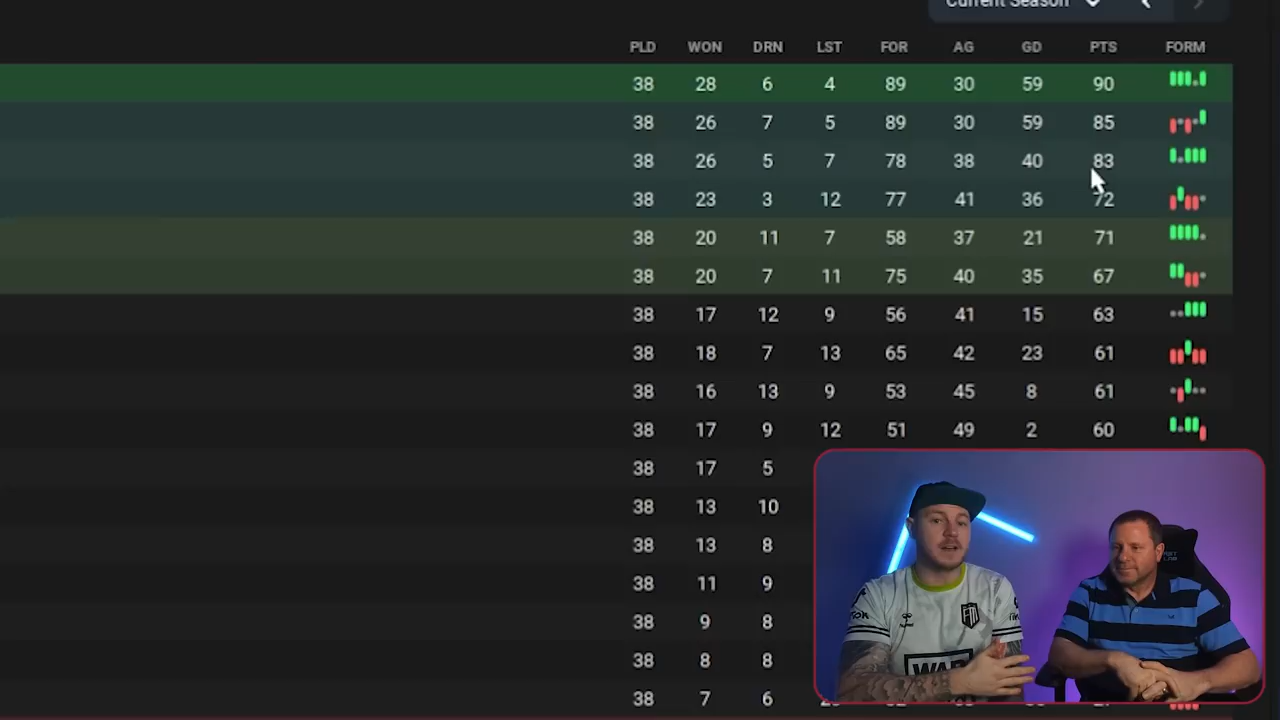 Current Season
PLD WON DRN LST FOR AG GD PTS FORM
38 28 6 4 89 30 59 90
38 26 7 5 89 30 59 85
38 26 5 7 78 38 40 83
38 23 3 12 77 41 36 72
38 20 11 7 58 37 21 71
38 20 7 11 75 40 35 67
38 17 12 9 56 41 15 63
38 18 7 13 65 42 23 61
38 16 13 9 53 45 8 61
38 17 9 12 51 49 2 60
38 17 5
38 13 10
38 13 8
38 11 9
38 9 8
38 8 8
38 7 6
WAR